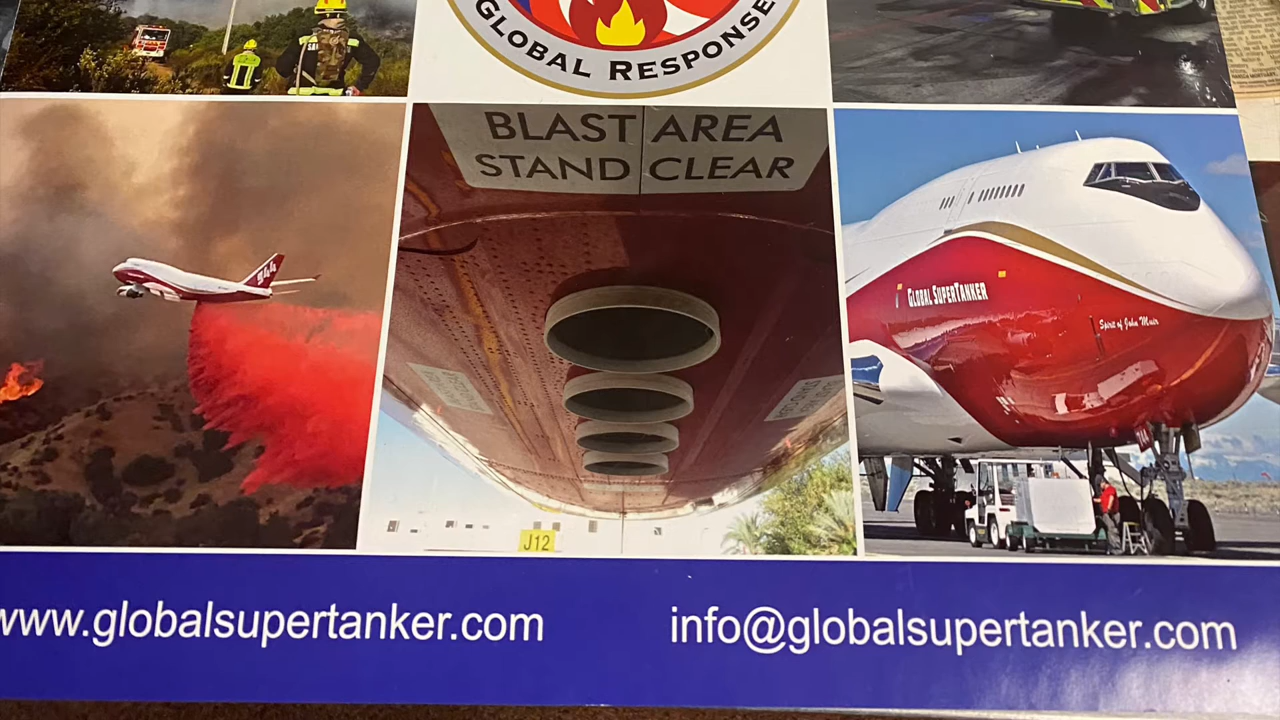 GLOBAL RESPONSE
BLAST AREA
STAND CLEAR
944
GLOBAL SUPERTANKER
Spirit of John Muir
J12
www.globalsupertanker.com
info@globalsupertanker.com